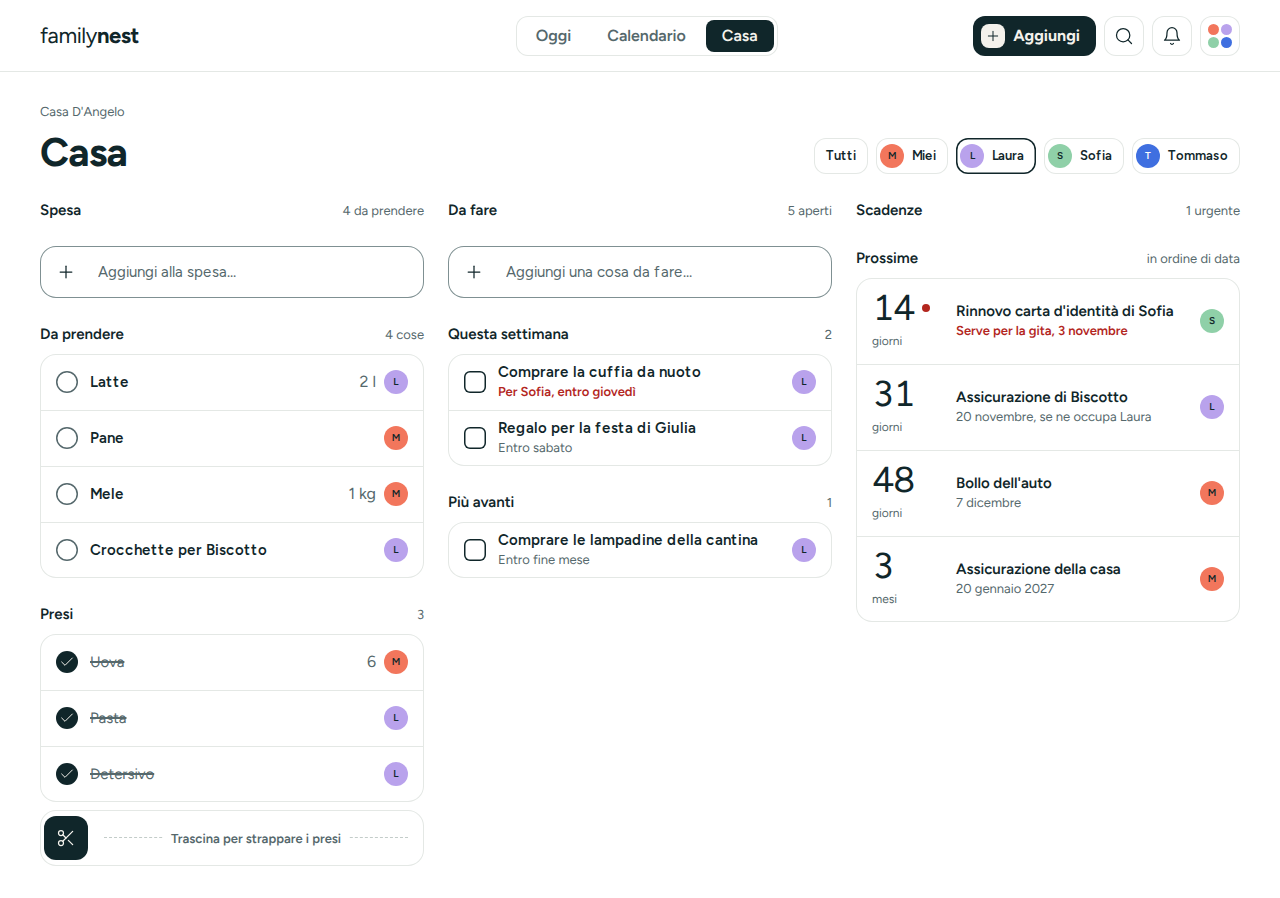 familynest
Oggi
Calendario
Casa
Aggiungi
Casa D'Angelo
Casa
Tutti
M Miei
L Laura
S Sofia
T Tommaso
Spesa
4 da prendere
Aggiungi alla spesa...
Da prendere
4 cose
Latte 2 l L
Pane M
Mele 1 kg M
Crocchette per Biscotto L
Presi
3
Uova 6 M
Pasta L
Detersivo L
Trascina per strappare i presi
Da fare
5 aperti
Aggiungi una cosa da fare...
Questa settimana
2
Comprare la cuffia da nuoto
Per Sofia, entro giovedì
L
Regalo per la festa di Giulia
Entro sabato
L
Più avanti
1
Comprare le lampadine della cantina
Entro fine mese
L
Scadenze
1 urgente
Prossime
in ordine di data
14
giorni
Rinnovo carta d'identità di Sofia
Serve per la gita, 3 novembre
S
31
giorni
Assicurazione di Biscotto
20 novembre, se ne occupa Laura
L
48
giorni
Bollo dell'auto
7 dicembre
M
3
mesi
Assicurazione della casa
20 gennaio 2027
M